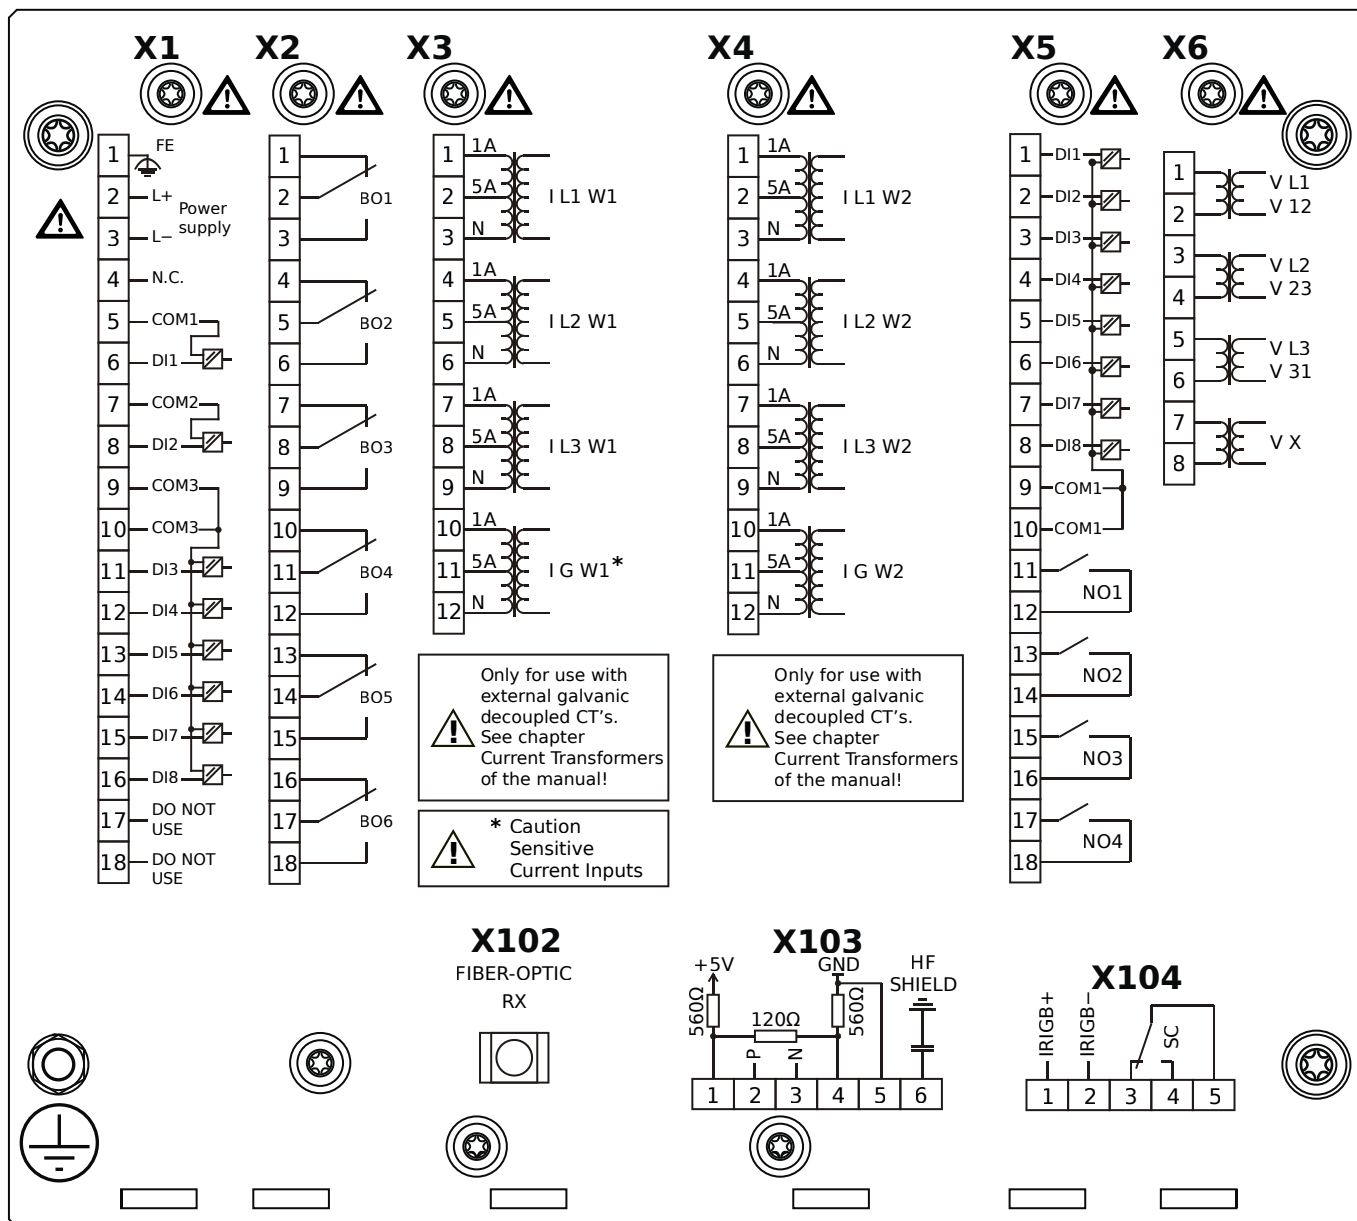 X1
X2
X3
X4
X5
X6
1 FE
2 L+
Power
supply
3 L−
4 N.C.
5 COM1
6 DI1
7 COM2
8 DI2
9 COM3
10 COM3
11 DI3
12 DI4
13 DI5
14 DI6
15 DI7
16 DI8
17 DO NOT
USE
18 DO NOT
USE
1
2 BO1
3
4
5 BO2
6
7
8 BO3
9
10
11 BO4
12
13
14 BO5
15
16
17 BO6
18
1 1A
2 5A I L1 W1
3 N
4 1A
5 5A I L2 W1
6 N
7 1A
8 5A I L3 W1
9 N
10 1A
11 5A I G W1*
12 N
Only for use with
external galvanic
decoupled CT's.
See chapter
Current Transformers
of the manual!
* Caution
Sensitive
Current Inputs
1 1A
2 5A I L1 W2
3 N
4 1A
5 5A I L2 W2
6 N
7 1A
8 5A I L3 W2
9 N
10 1A
11 5A I G W2
12 N
Only for use with
external galvanic
decoupled CT's.
See chapter
Current Transformers
of the manual!
1 DI1
2 DI2
3 DI3
4 DI4
5 DI5
6 DI6
7 DI7
8 DI8
9 COM1
10 COM1
11
NO1
12
13
NO2
14
15
NO3
16
17
NO4
18
1 V L1
2 V 12
3 V L2
4 V 23
5 V L3
6 V 31
7
V X
8
X102
FIBER-OPTIC
RX
X103
+5V
GND
HF
SHIELD
560Ω
120Ω
560Ω
P
N
1 2 3 4 5 6
X104
IRIGB+
IRIGB−
SC
1 2 3 4 5